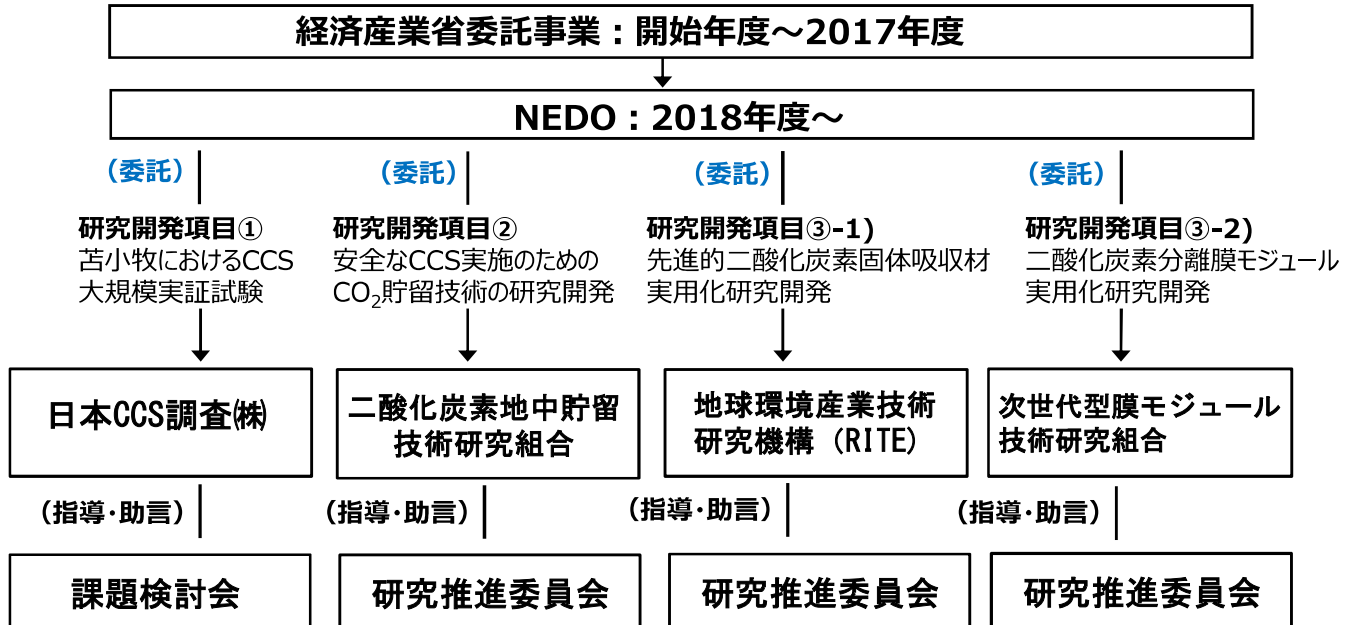 経済産業省委託事業：開始年度～2017年度
NEDO：2018年度～
（委託）
研究開発項目①
苫小牧におけるCCS
大規模実証試験
日本CCS調査㈱
（指導･助言）
課題検討会
（委託）
研究開発項目②
安全なCCS実施のための
CO₂貯留技術の研究開発
二酸化炭素地中貯留
技術研究組合
（指導･助言）
研究推進委員会
（委託）
研究開発項目③-1)
先進的二酸化炭素固体吸収材
実用化研究開発
地球環境産業技術
研究機構（RITE）
（指導･助言）
研究推進委員会
（委託）
研究開発項目③-2)
二酸化炭素分離膜モジュール
実用化研究開発
次世代型膜モジュール
技術研究組合
（指導･助言）
研究推進委員会